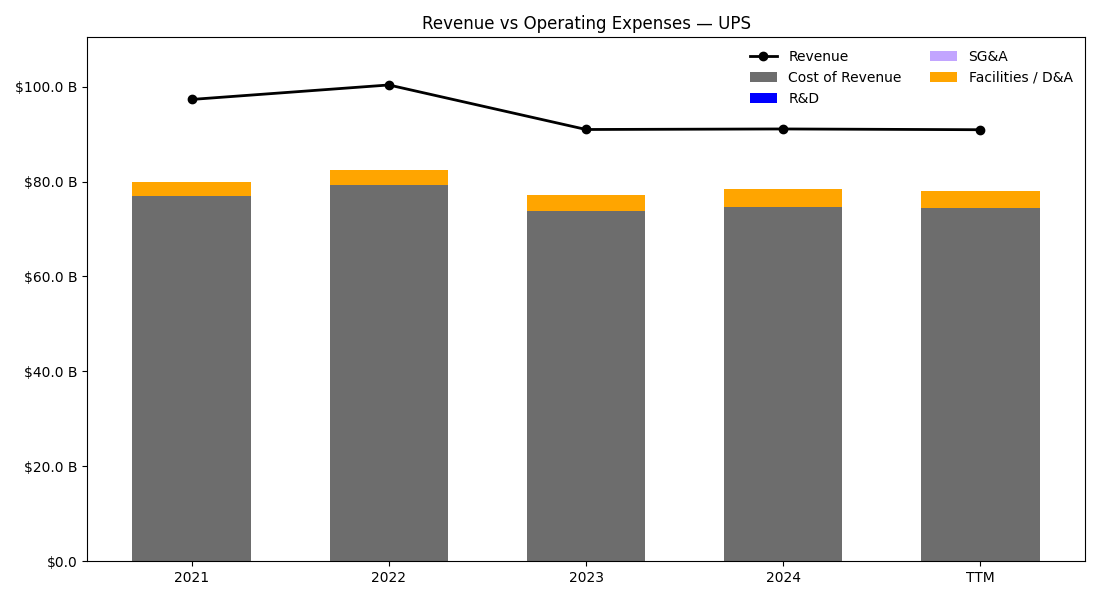 Revenue vs Operating Expenses — UPS
Revenue
Cost of Revenue
R&D
SG&A
Facilities / D&A
$100.0 B
$80.0 B
$60.0 B
$40.0 B
$20.0 B
$0.0
2021 2022 2023 2024 TTM